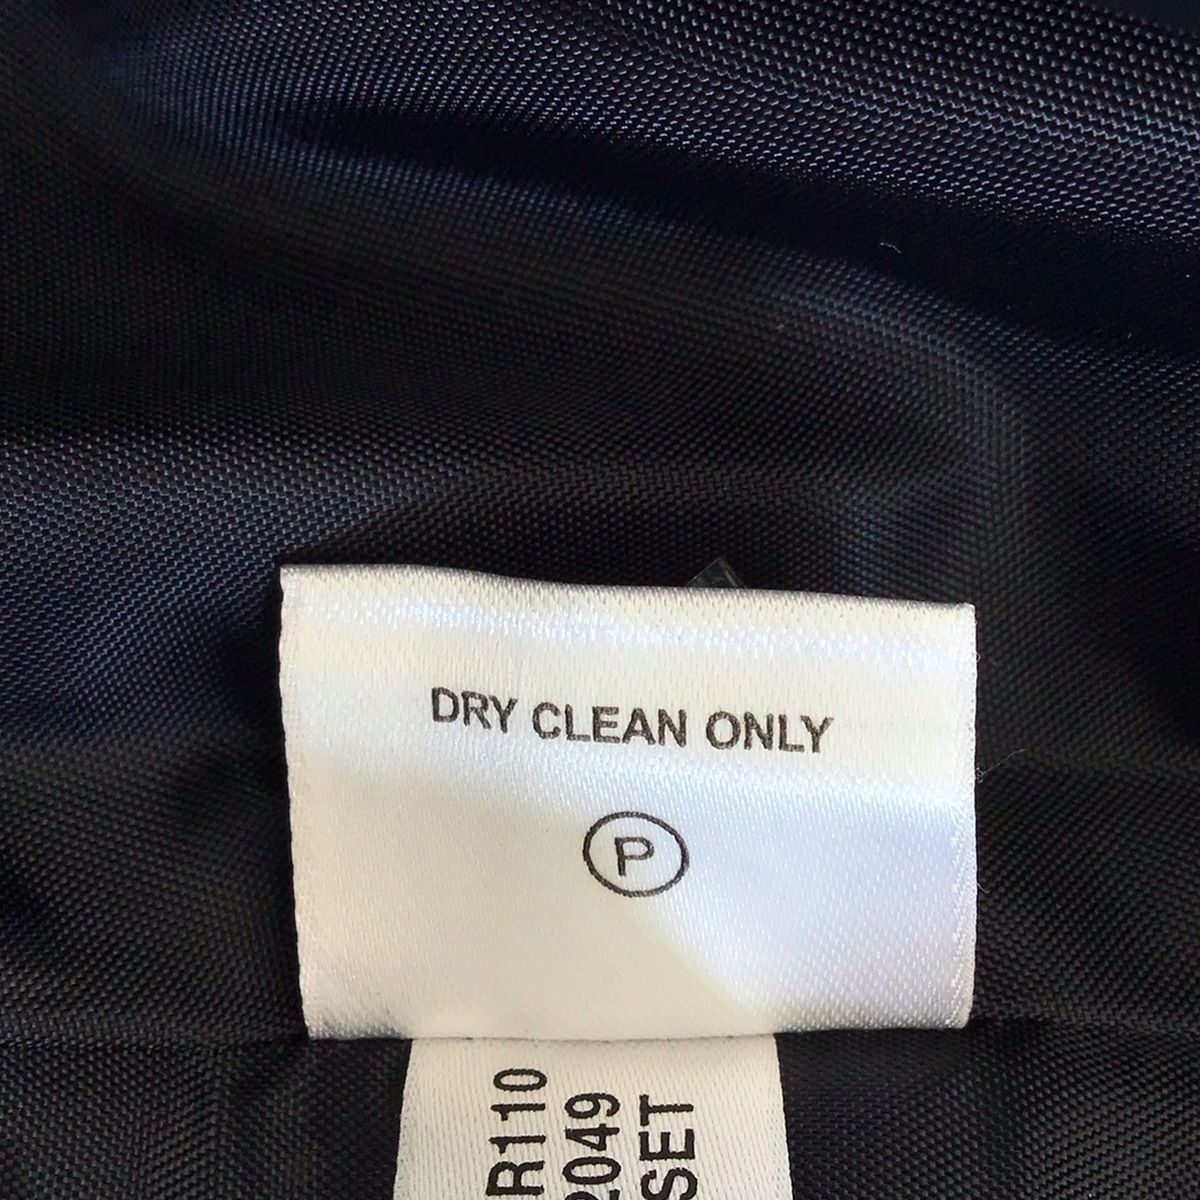 DRY CLEAN ONLY
P
R110
2049
SET